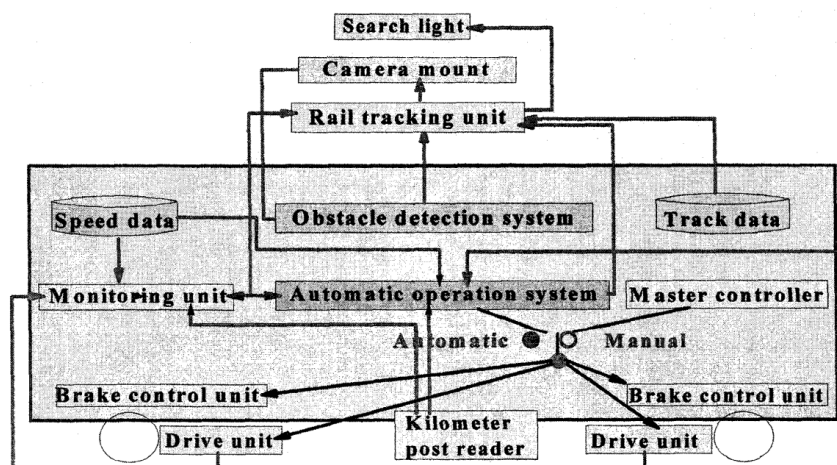 Search light
Camera mount
Rail tracking unit
Speed data
Obstacle detection system
Track data
Monitoring unit
Automatic operation system
Master controller
Automatic
Manual
Brake control unit
Brake control unit
Drive unit
Kilometer
post reader
Drive unit